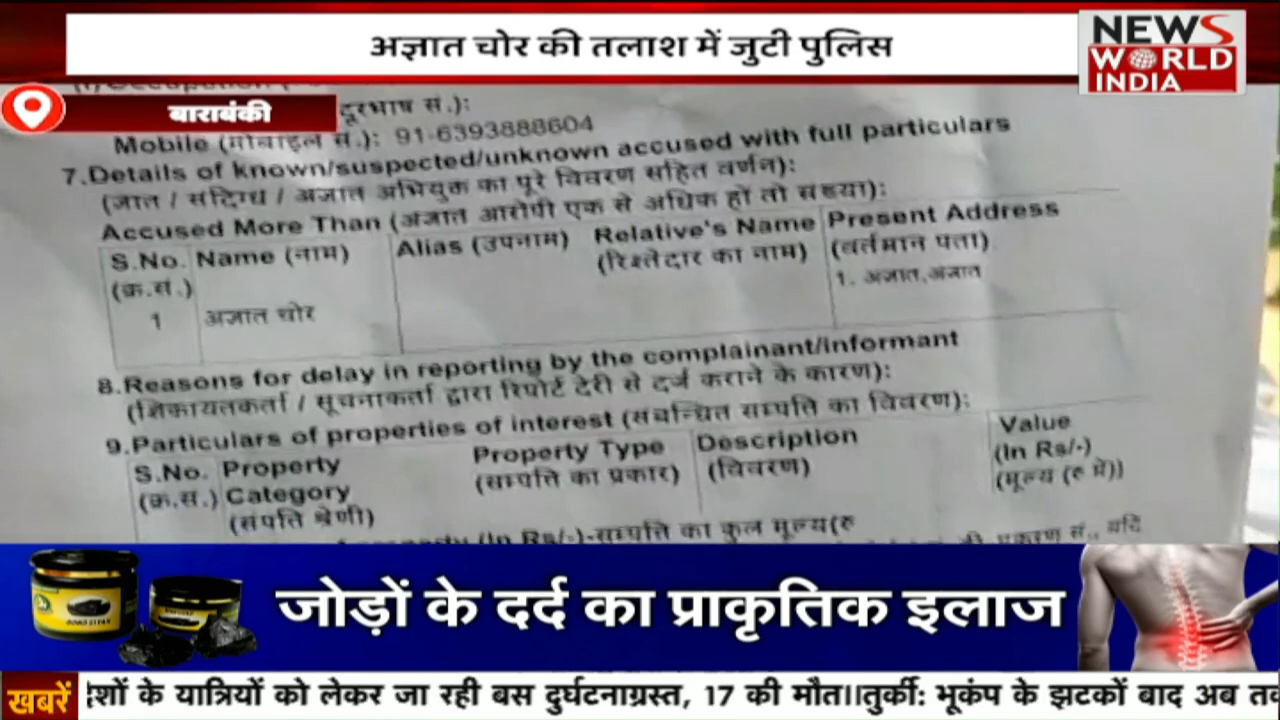 अज्ञात चोर की तलाश में जुटी पुलिस
NEWS
WORLD
INDIA
बाराबंकी
दूरभाष सं.):
Mobile (मोबाइल सं.): 91-6393888604
7.Details of known/suspected/unknown accused with full particulars
(ज्ञात / संदिग्ध / अज्ञात अभियुक्त का पूरे विवरण सहित वर्णन):
Accused More Than (अज्ञात आरोपी एक से अधिक हो तो संख्या):
S.No. Name (नाम) Alias (उपनाम) Relative's Name Present Address
(क्र.सं.) (रिश्तेदार का नाम) (वर्तमान पता)
1 अज्ञात चोर 1. अज्ञात,अज्ञात
8.Reasons for delay in reporting by the complainant/informant
(शिकायतकर्ता / सूचनाकर्ता द्वारा रिपोर्ट देरी से दर्ज कराने के कारण):
9.Particulars of properties of interest (संबन्धित सम्पत्ति का विवरण):
S.No. Property Property Type Description Value
(क्र.सं.) Category (सम्पत्ति का प्रकार) (विवरण) (In Rs/-)
(संपत्ति श्रेणी) (मूल्य (रु में))
(In Rs/-)-सम्पत्ति का कुल मूल्य(रु
जोड़ों के दर्द का प्राकृतिक इलाज
खबरें
देशों के यात्रियों को लेकर जा रही बस दुर्घटनाग्रस्त, 17 की मौत॥तुर्की: भूकंप के झटकों बाद अब